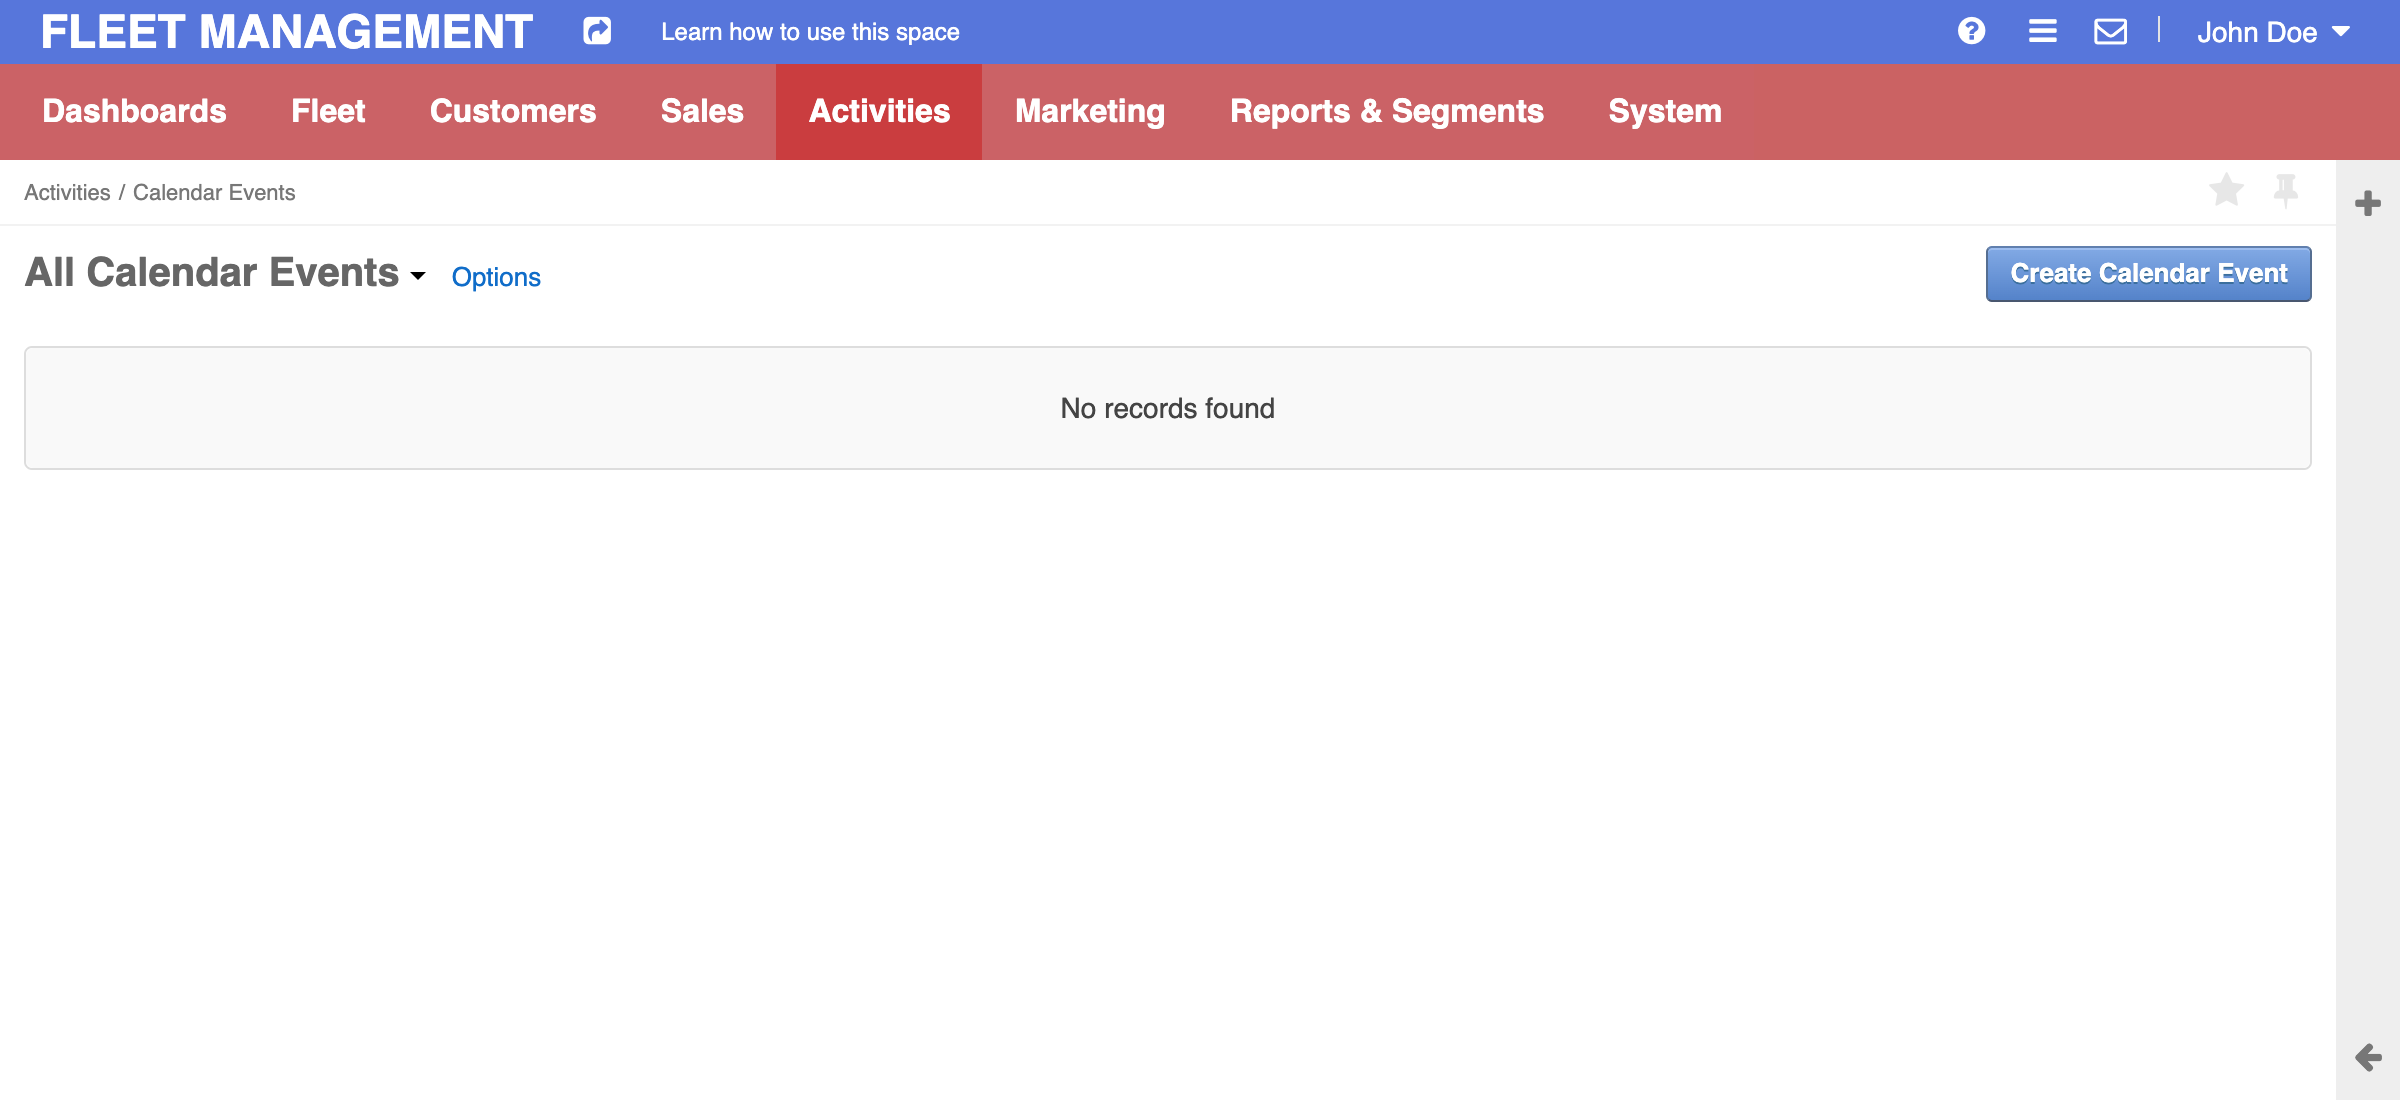 FLEET MANAGEMENT Learn how to use this space John Doe
Dashboards Fleet Customers Sales Activities Marketing Reports & Segments System
Activities / Calendar Events
All Calendar Events Options Create Calendar Event
No records found